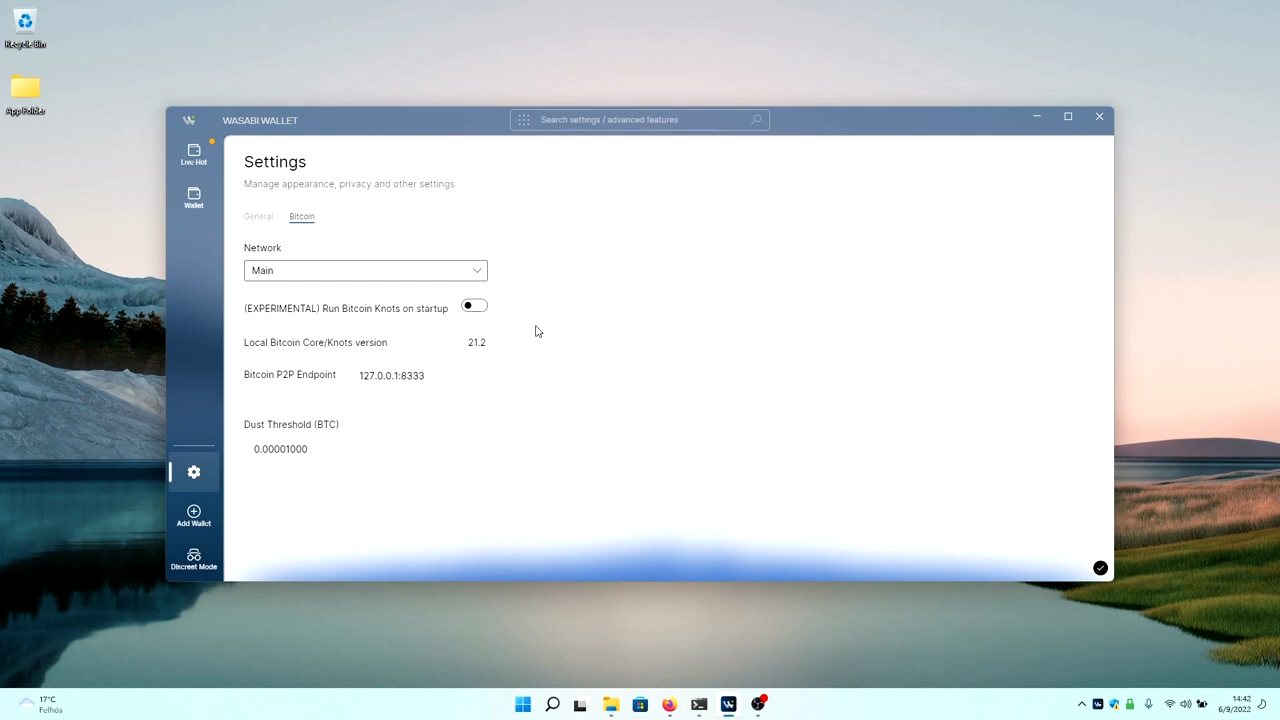 Recycle Bin
App Folder
WASABI WALLET
Search settings / advanced features
Live Hot
Wallet
Settings
Manage appearance, privacy and other settings
General Bitcoin
Network
Main
(EXPERIMENTAL) Run Bitcoin Knots on startup
Local Bitcoin Core/Knots version 21.2
Bitcoin P2P Endpoint 127.0.0.1:8333
Dust Threshold (BTC)
0.00001000
Add Wallet
Discreet Mode
17°C
Felhős
14:42
6/9/2022